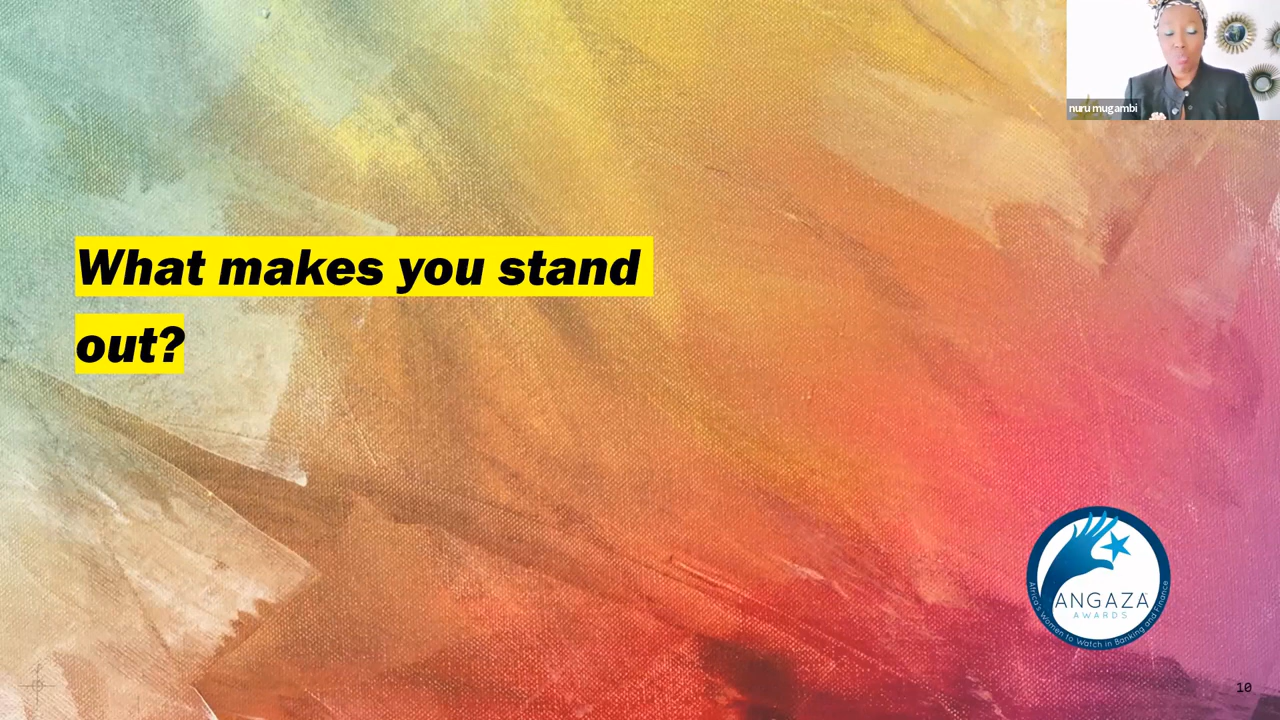 nuru mugambi
What makes you stand
out?
ANGAZA
AWARDS
Africa's Women to Watch in Banking and Finance
10